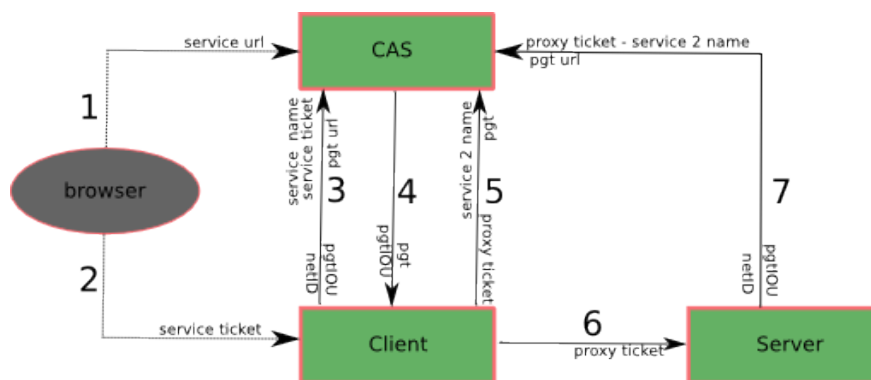 service url
CAS
proxy ticket - service 2 name
pgt url
1
service name
service ticket
pgt url
3
4
service 2 name
pgt
5
7
browser
2
netID
pgtIOU
pgtIOU
pgt
proxy ticket
netID
pgtIOU
service ticket
Client
6
proxy ticket
Server